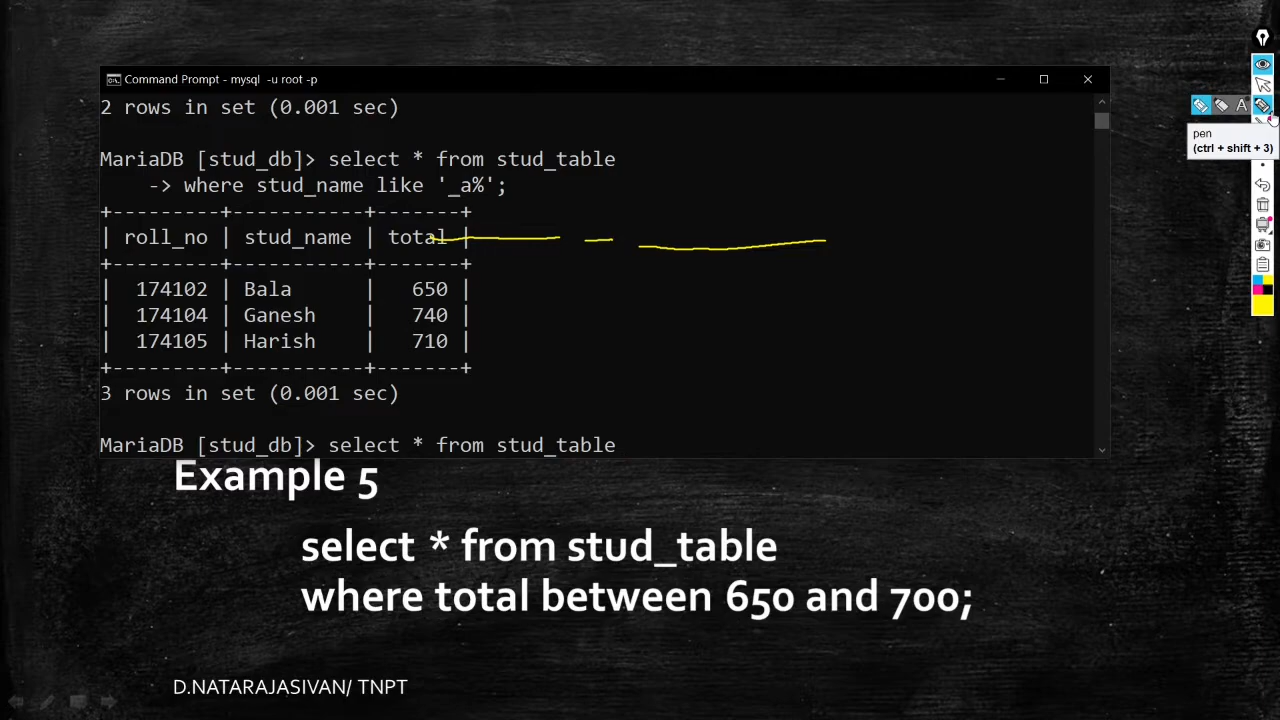 Command Prompt - mysql -u root -p
2 rows in set (0.001 sec)
MariaDB [stud_db]> select * from stud_table
-> where stud_name like '_a%';
+---------+-----------+-------+
| roll_no | stud_name | total |
+---------+-----------+-------+
| 174102 | Bala | 650 |
| 174104 | Ganesh | 740 |
| 174105 | Harish | 710 |
+---------+-----------+-------+
3 rows in set (0.001 sec)
MariaDB [stud_db]> select * from stud_table
pen
(ctrl + shift + 3)
A
Example 5
select * from stud_table
where total between 650 and 700;
D.NATARAJASIVAN/ TNPT